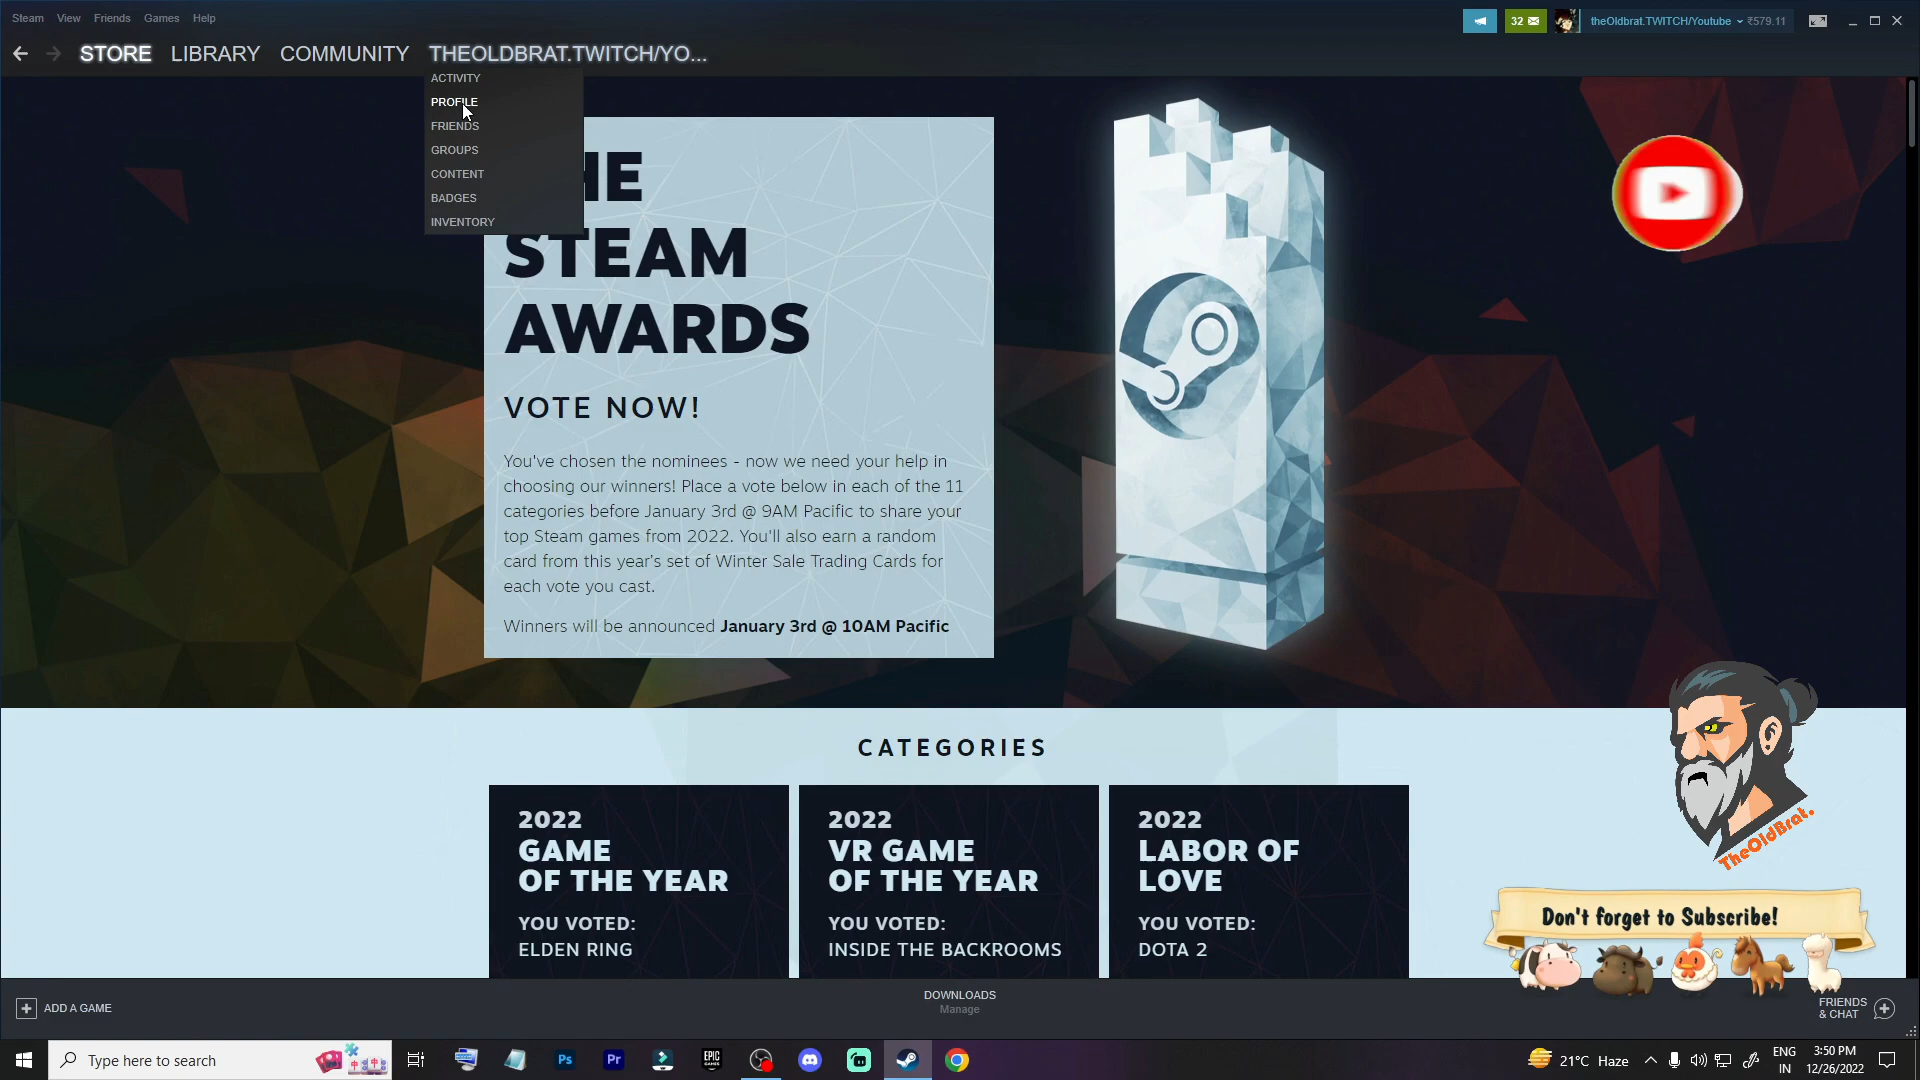 Steam View Friends Games Help
32
theOldbrat.TWITCH/Youtube ₹579.11
STORE LIBRARY COMMUNITY THEOLDBRAT.TWITCH/YO...
ACTIVITY
PROFILE
FRIENDS
GROUPS
CONTENT
BADGES
INVENTORY
HE
STEAM
AWARDS
VOTE NOW!
You've chosen the nominees - now we need your help in
choosing our winners! Place a vote below in each of the 11
categories before January 3rd @ 9AM Pacific to share your
top Steam games from 2022. You'll also earn a random
card from this year's set of Winter Sale Trading Cards for
each vote you cast.
Winners will be announced January 3rd @ 10AM Pacific
TheOldBrat.
CATEGORIES
2022
GAME
OF THE YEAR
YOU VOTED:
ELDEN RING
2022
VR GAME
OF THE YEAR
YOU VOTED:
INSIDE THE BACKROOMS
2022
LABOR OF
LOVE
YOU VOTED:
DOTA 2
Don't forget to Subscribe!
ADD A GAME
DOWNLOADS
Manage
FRIENDS
& CHAT
Type here to search
Ps
Pr
EPIC
GAMES
21°C Haze
ENG
IN
3:50 PM
12/26/2022